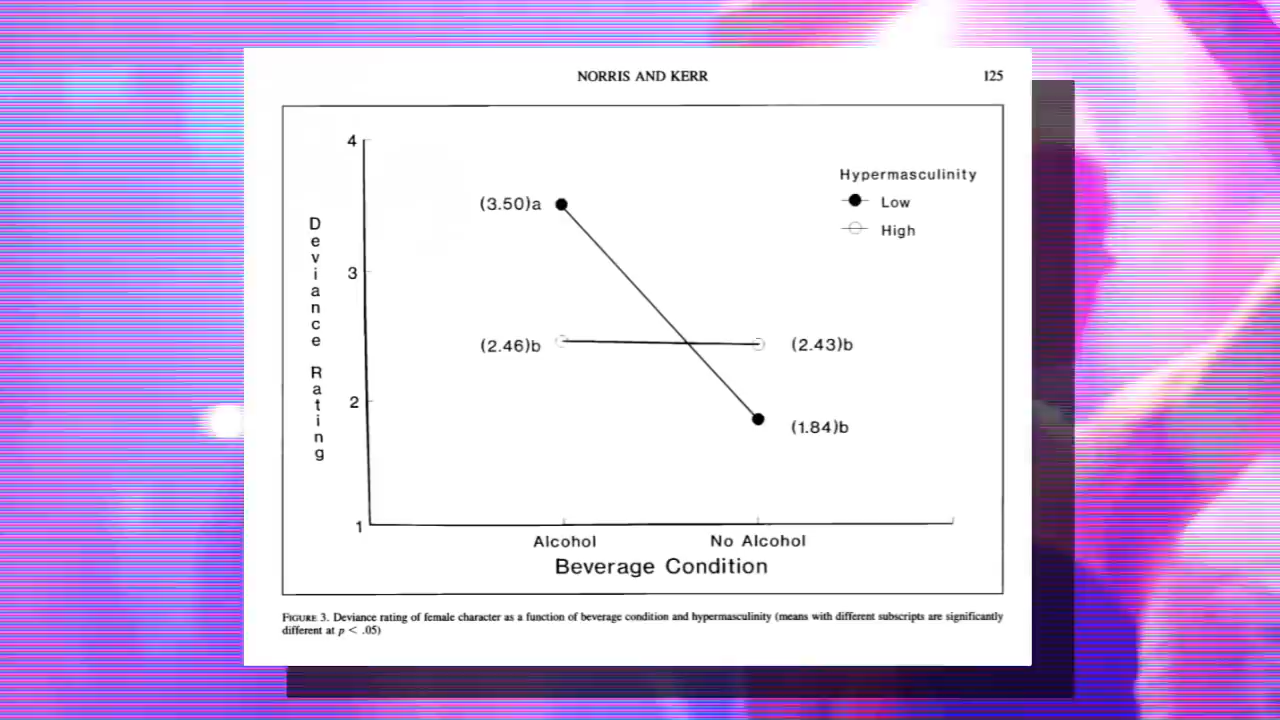 NORRIS AND KERR 125
4
Hypermasculinity
(3.50)a
Low
Deviance Rating
High
3
(2.46)b
(2.43)b
2
(1.84)b
1
Alcohol No Alcohol
Beverage Condition
FIGURE 3. Deviance rating of female character as a function of beverage condition and hypermasculinity (means with different subscripts are significantly
different at p < .05)